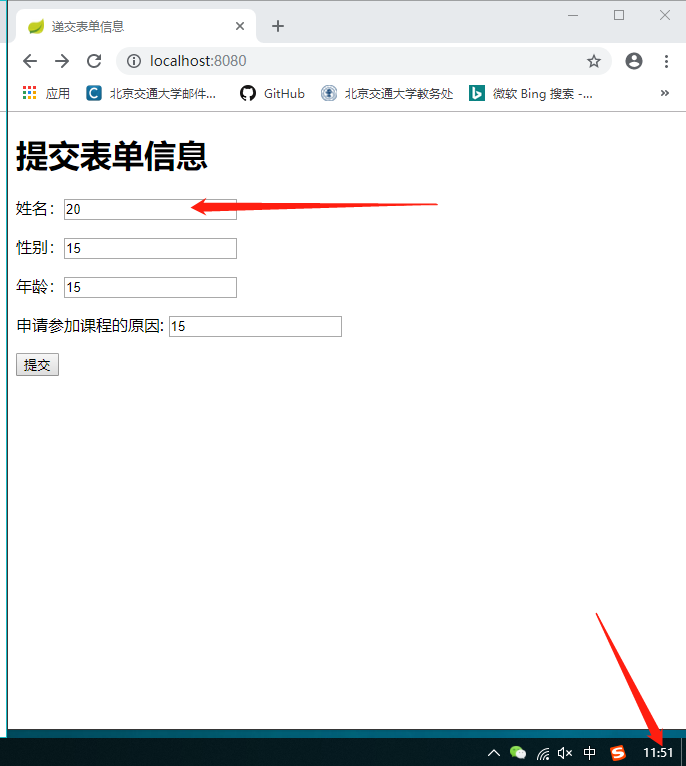 递交表单信息
localhost:8080
应用 北京交通大学邮件... GitHub 北京交通大学教务处 微软 Bing 搜索 -... »
提交表单信息
姓名: 20
性别: 15
年龄: 15
申请参加课程的原因: 15
提交
中 S 11:51